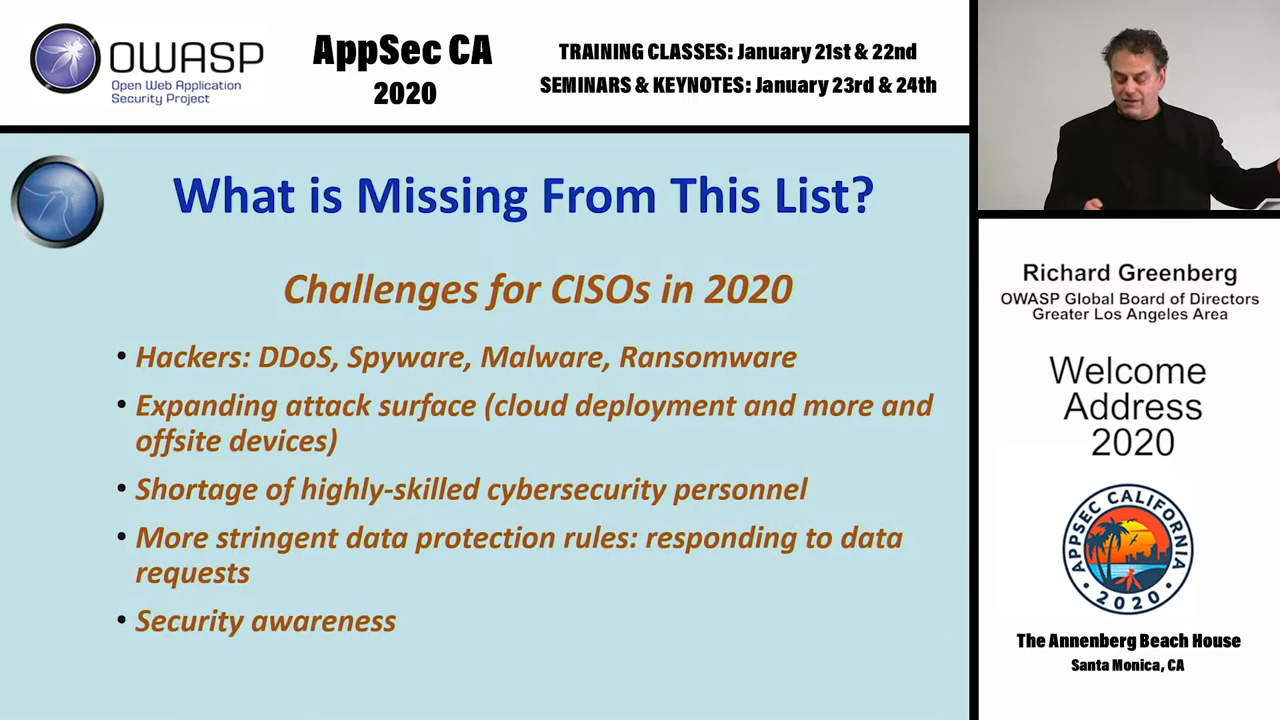 OWASP
Open Web Application
Security Project
AppSec CA
2020
TRAINING CLASSES: January 21st & 22nd
SEMINARS & KEYNOTES: January 23rd & 24th
What is Missing From This List?
Challenges for CISOs in 2020
• Hackers: DDoS, Spyware, Malware, Ransomware
• Expanding attack surface (cloud deployment and more and
offsite devices)
• Shortage of highly-skilled cybersecurity personnel
• More stringent data protection rules: responding to data
requests
• Security awareness
Richard Greenberg
OWASP Global Board of Directors
Greater Los Angeles Area
Welcome
Address
2020
APPSEC CALIFORNIA
• 2020 •
The Annenberg Beach House
Santa Monica, CA